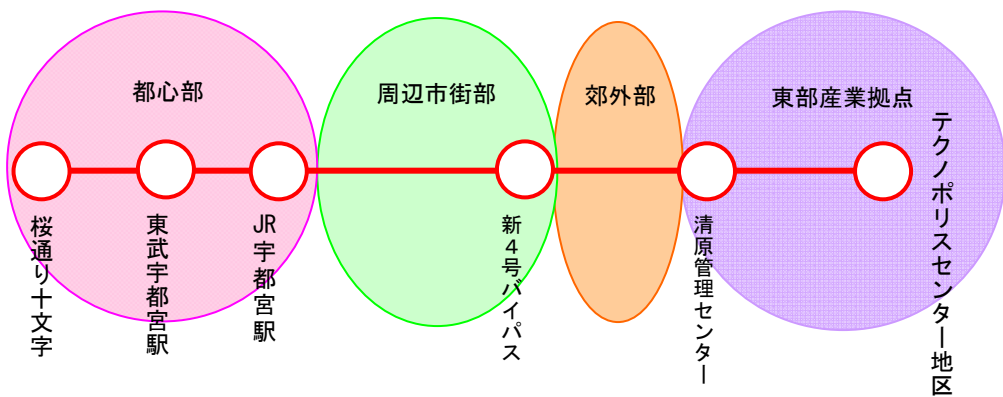 都心部
周辺市街部
郊外部
東部産業拠点
桜通り十文字
東武宇都宮駅
JR宇都宮駅
新4号バイパス
清原管理センター
テクノポリスセンター地区